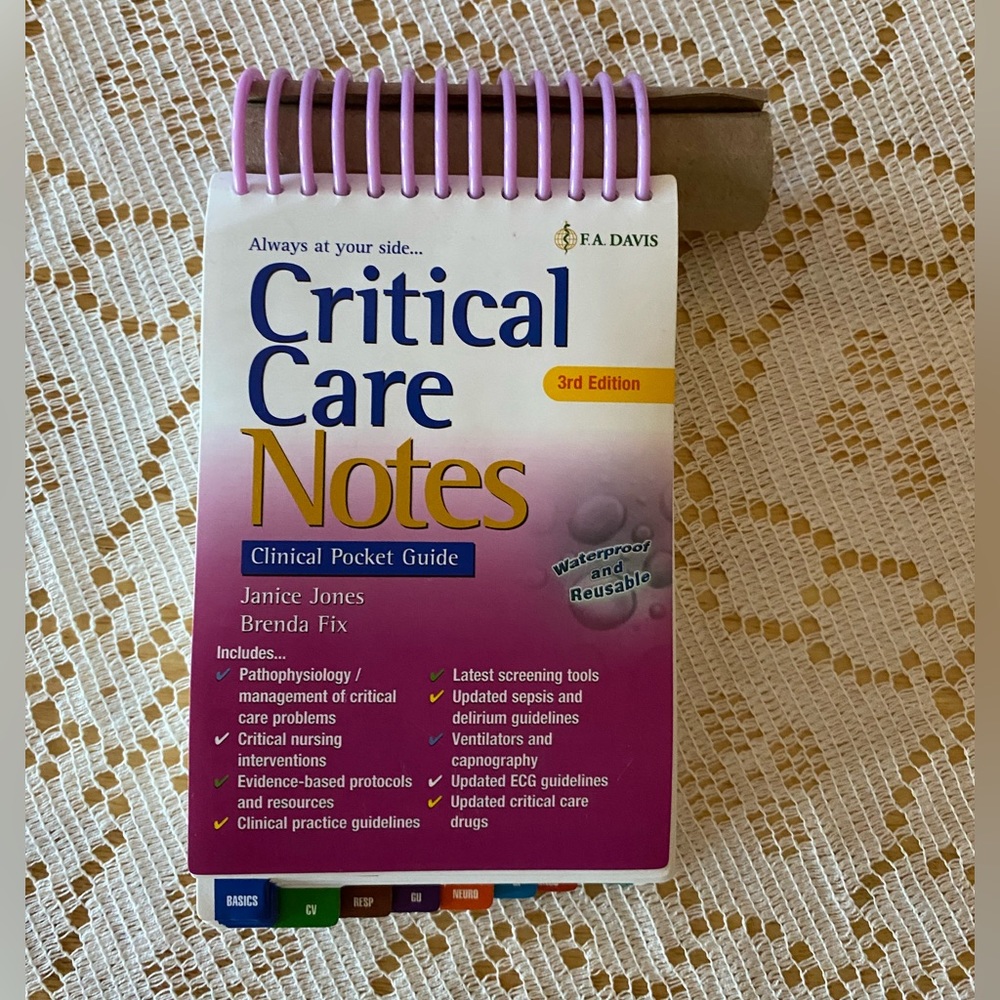 Always at your side...
F.A. DAVIS
Critical
Care
3rd Edition
Notes
Clinical Pocket Guide
Waterproof
and
Reusable
Janice Jones
Brenda Fix
Includes...
Pathophysiology /
management of critical
care problems
Critical nursing
interventions
Evidence-based protocols
and resources
Clinical practice guidelines
Latest screening tools
Updated sepsis and
delirium guidelines
Ventilators and
capnography
Updated ECG guidelines
Updated critical care
drugs
BASICS
CV
RESP
GU
NEURO